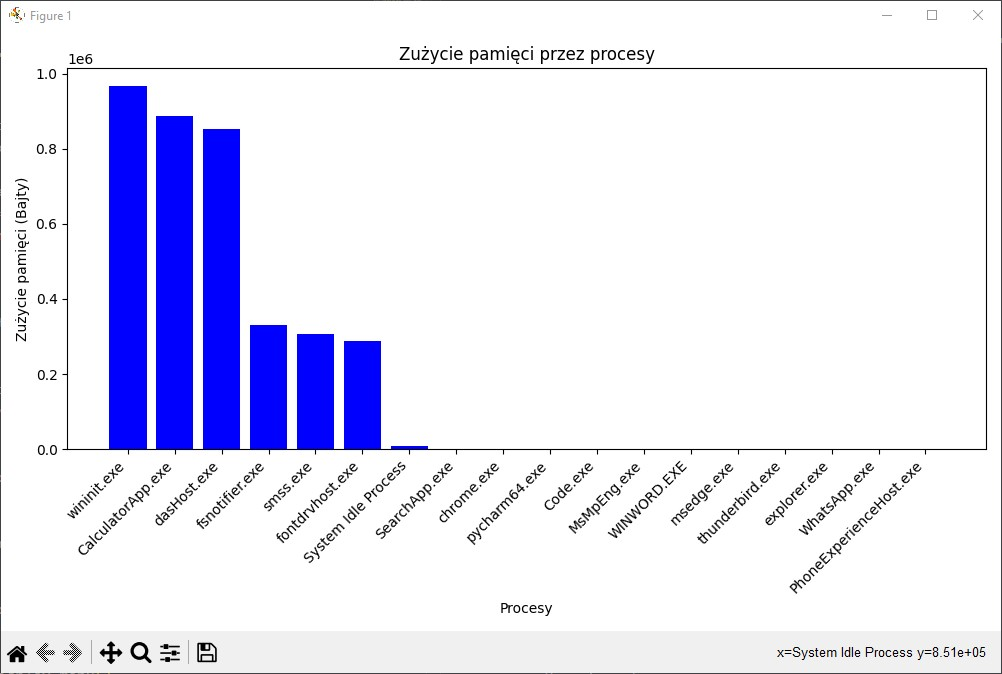 Figure 1
Zużycie pamięci przez procesy
1e6
1.0
0.8
0.6
0.4
0.2
0.0
Zużycie pamięci (Bajty)
wininit.exe
CalculatorApp.exe
dasHost.exe
fsnotifier.exe
smss.exe
fontdrvhost.exe
System Idle Process
SearchApp.exe
chrome.exe
pycharm64.exe
Code.exe
MsMpEng.exe
WINWORD.EXE
msedge.exe
thunderbird.exe
explorer.exe
WhatsApp.exe
PhoneExperienceHost.exe
Procesy
x=System Idle Process y=8.51e+05